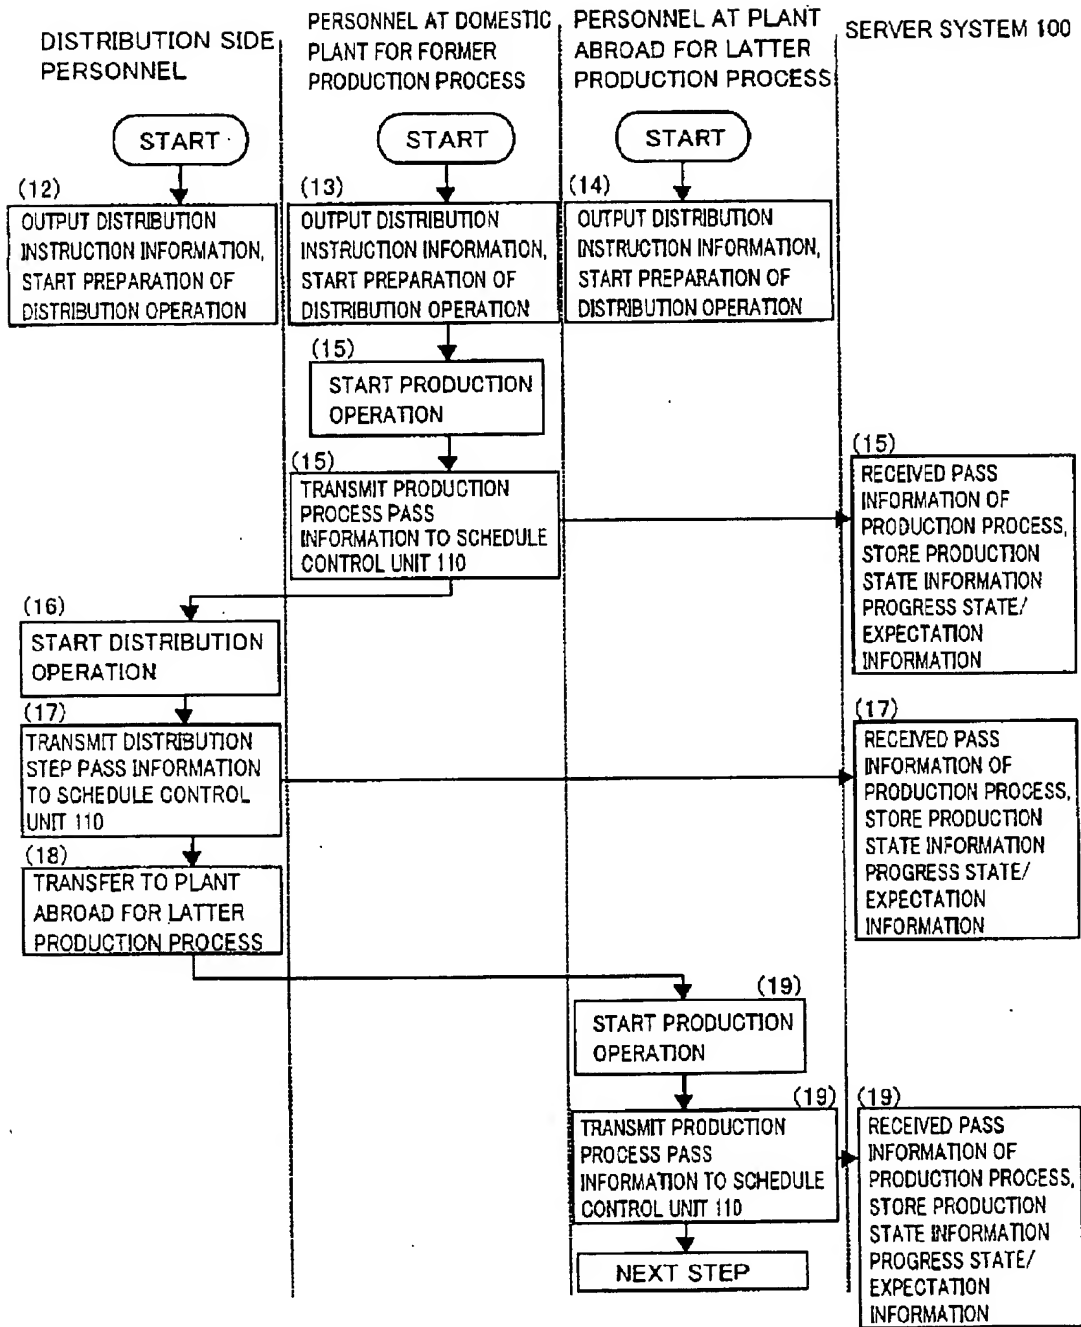 DISTRIBUTION SIDE
PERSONNEL
PERSONNEL AT DOMESTIC
PLANT FOR FORMER
PRODUCTION PROCESS
PERSONNEL AT PLANT
ABROAD FOR LATTER
PRODUCTION PROCESS
SERVER SYSTEM 100
START
START
START
(12)
OUTPUT DISTRIBUTION
INSTRUCTION INFORMATION,
START PREPARATION OF
DISTRIBUTION OPERATION
(13)
OUTPUT DISTRIBUTION
INSTRUCTION INFORMATION,
START PREPARATION OF
DISTRIBUTION OPERATION
(14)
OUTPUT DISTRIBUTION
INSTRUCTION INFORMATION,
START PREPARATION OF
DISTRIBUTION OPERATION
(15)
START PRODUCTION
OPERATION
(15)
TRANSMIT PRODUCTION
PROCESS PASS
INFORMATION TO SCHEDULE
CONTROL UNIT 110
(15)
RECEIVED PASS
INFORMATION OF
PRODUCTION PROCESS,
STORE PRODUCTION
STATE INFORMATION
PROGRESS STATE/
EXPECTATION
INFORMATION
(16)
START DISTRIBUTION
OPERATION
(17)
TRANSMIT DISTRIBUTION
STEP PASS INFORMATION
TO SCHEDULE CONTROL
UNIT 110
(17)
RECEIVED PASS
INFORMATION OF
PRODUCTION PROCESS,
STORE PRODUCTION
STATE INFORMATION
PROGRESS STATE/
EXPECTATION
INFORMATION
(18)
TRANSFER TO PLANT
ABROAD FOR LATTER
PRODUCTION PROCESS
(19)
START PRODUCTION
OPERATION
(19)
TRANSMIT PRODUCTION
PROCESS PASS
INFORMATION TO SCHEDULE
CONTROL UNIT 110
(19)
RECEIVED PASS
INFORMATION OF
PRODUCTION PROCESS,
STORE PRODUCTION
STATE INFORMATION
PROGRESS STATE/
EXPECTATION
INFORMATION
NEXT STEP